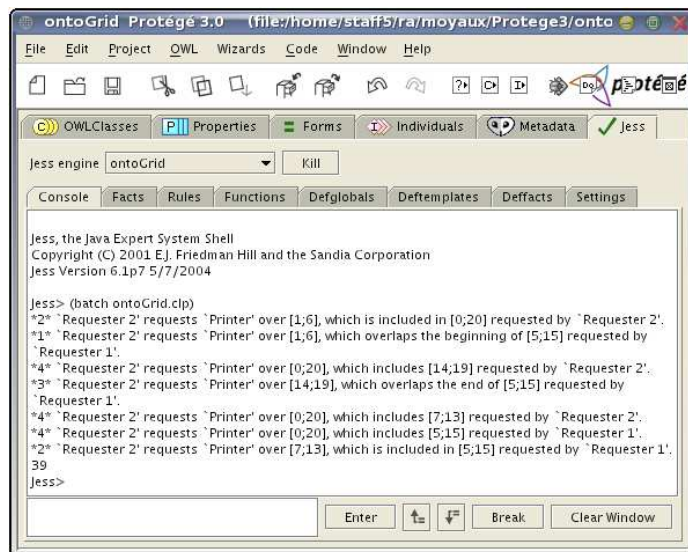 ontoGrid Protégé 3.0 (file:/home/staff5/ra/moyaux/Protege3/onto
File Edit Project OWL Wizards Code Window Help
protégé
OWLClasses Properties Forms Individuals Metadata Jess
Jess engine ontoGrid Kill
Console Facts Rules Functions Defglobals Deftemplates Deffacts Settings
Jess, the Java Expert System Shell
Copyright (C) 2001 E.J. Friedman Hill and the Sandia Corporation
Jess Version 6.1p7 5/7/2004
Jess> (batch ontoGrid.clp)
*2* `Requester 2' requests `Printer' over [1;6], which is included in [0;20] requested by `Requester 2'.
*1* `Requester 2' requests `Printer' over [1;6], which overlaps the beginning of [5;15] requested by
`Requester 1'.
*4* `Requester 2' requests `Printer' over [0;20], which includes [14;19] requested by `Requester 2'.
*3* `Requester 2' requests `Printer' over [14;19], which overlaps the end of [5;15] requested by
`Requester 1'.
*4* `Requester 2' requests `Printer' over [0;20], which includes [7;13] requested by `Requester 2'.
*4* `Requester 2' requests `Printer' over [0;20], which includes [5;15] requested by `Requester 1'.
*2* `Requester 2' requests `Printer' over [7;13], which is included in [5;15] requested by `Requester 1'.
39
Jess>
Enter Break Clear Window